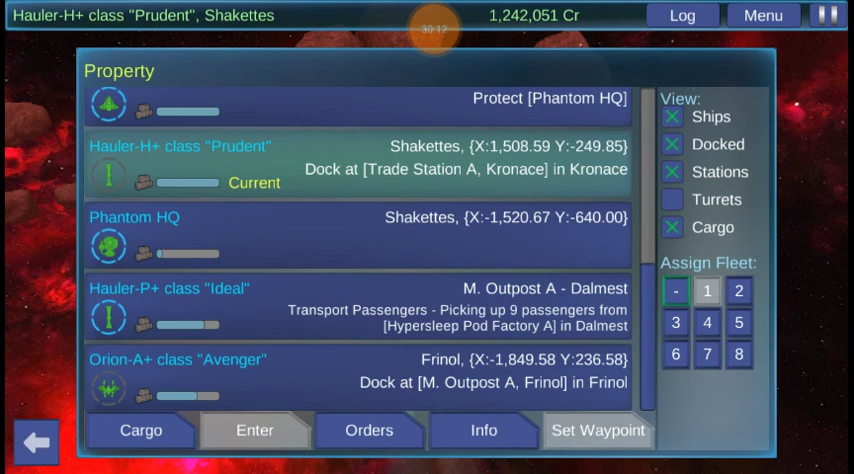 Hauler-H+ class "Prudent", Shakettes
1,242,051 Cr
Log
Menu
30:12
Property
Protect [Phantom HQ]
Hauler-H+ class "Prudent"
Shakettes, {X:1,508.59 Y:-249.85}
Dock at [Trade Station A, Kronace] in Kronace
Current
Phantom HQ
Shakettes, {X:-1,520.67 Y:-640.00}
Hauler-P+ class "Ideal"
M. Outpost A - Dalmest
Transport Passengers - Picking up 9 passengers from
[Hypersleep Pod Factory A] in Dalmest
Orion-A+ class "Avenger"
Frinol, {X:-1,849.58 Y:236.58}
Dock at [M. Outpost A, Frinol] in Frinol
Cargo
Enter
Orders
Info
Set Waypoint
View:
Ships
Docked
Stations
Turrets
Cargo
Assign Fleet:
- 1 2
3 4 5
6 7 8